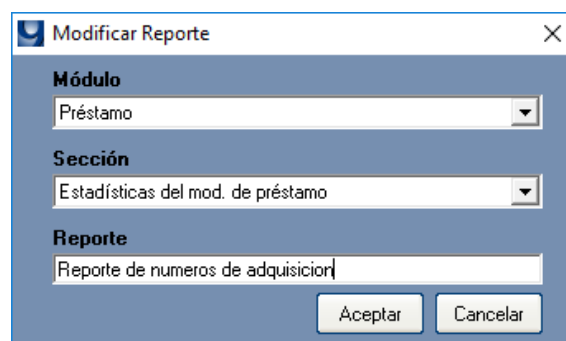 Modificar Reporte
Módulo
Préstamo
Sección
Estadísticas del mod. de préstamo
Reporte
Reporte de numeros de adquisicion
Aceptar Cancelar